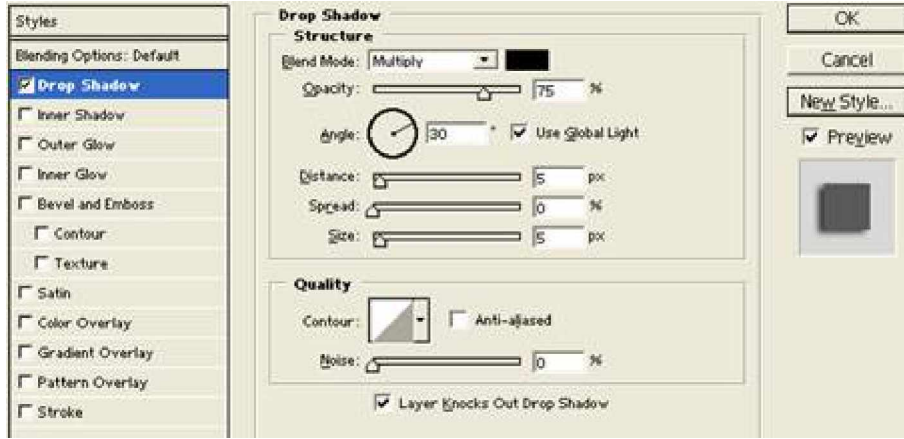 Styles
Blending Options: Default
Drop Shadow
Inner Shadow
Outer Glow
Inner Glow
Bevel and Emboss
Contour
Texture
Satin
Color Overlay
Gradient Overlay
Pattern Overlay
Stroke
Drop Shadow
Structure
Blend Mode: Multiply
Opacity: 75 %
Angle: 30 ° Use Global Light
Distance: 5 px
Spread: 0 %
Size: 5 px
Quality
Contour: Anti-aliased
Noise: 0 %
Layer Knocks Out Drop Shadow
OK
Cancel
New Style...
Preview